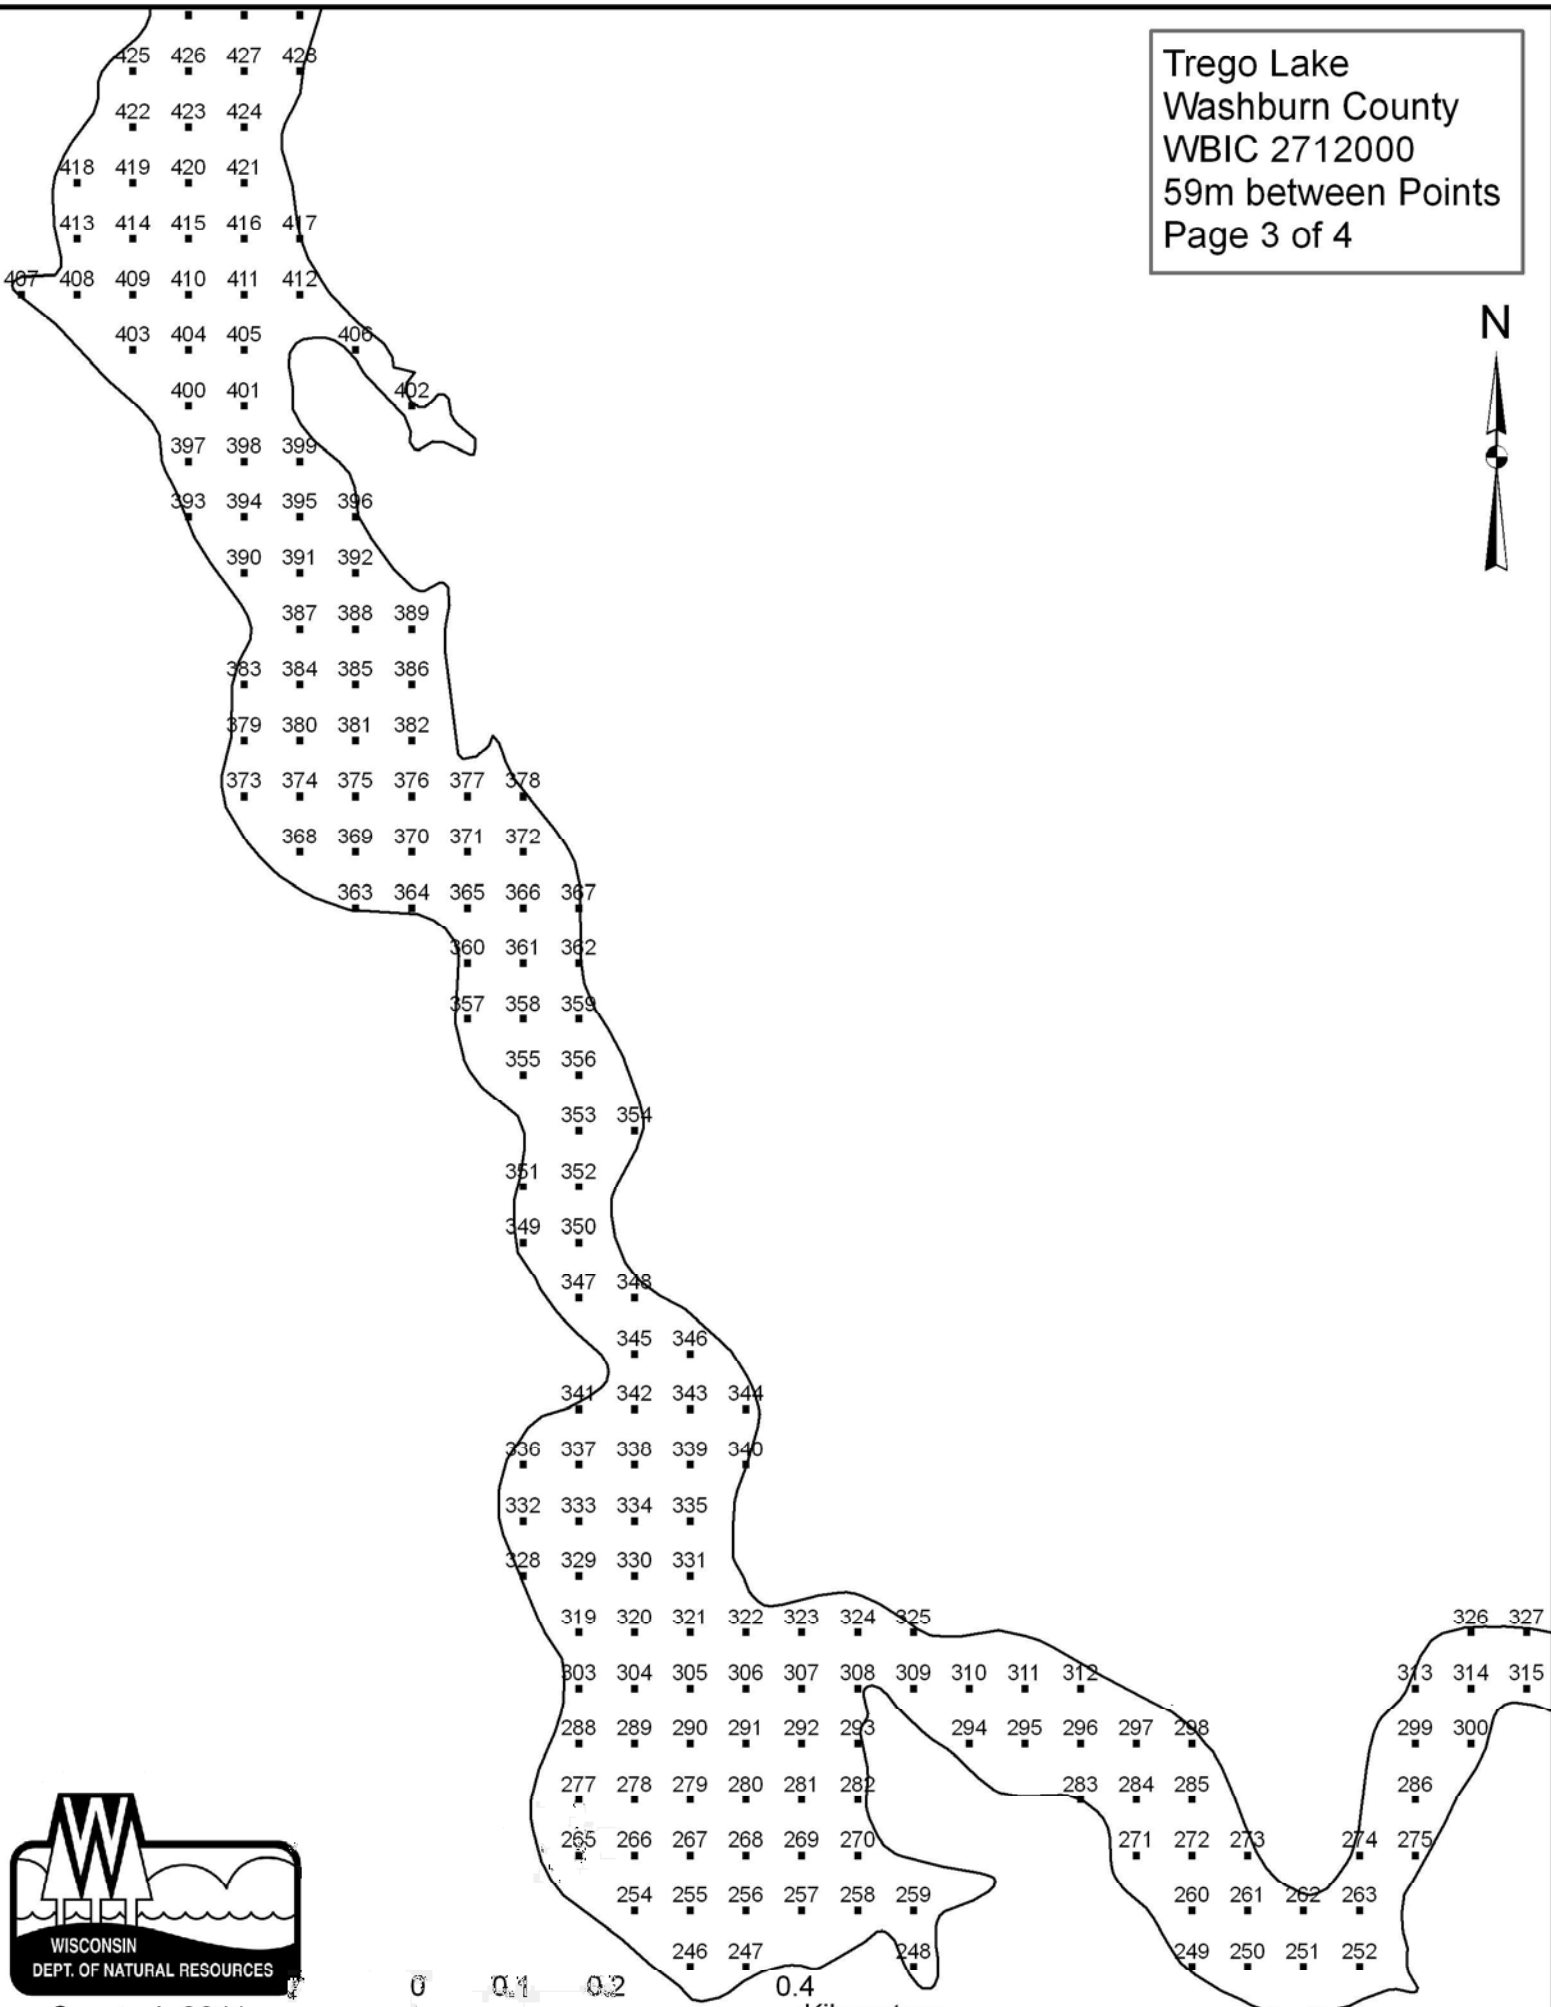 Trego Lake
Washburn County
WBIC 2712000
59m between Points
Page 3 of 4
N
425 426 427 428
422 423 424
418 419 420 421
413 414 415 416 417
407 408 409 410 411 412
403 404 405 406
400 401 402
397 398 399
393 394 395 396
390 391 392
387 388 389
383 384 385 386
379 380 381 382
373 374 375 376 377 378
368 369 370 371 372
363 364 365 366 367
360 361 362
357 358 359
355 356
353 354
351 352
349 350
347 348
345 346
341 342 343 344
336 337 338 339 340
332 333 334 335
328 329 330 331
319 320 321 322 323 324 325 326 327
303 304 305 306 307 308 309 310 311 312 313 314 315
288 289 290 291 292 293 294 295 296 297 298 299 300
277 278 279 280 281 282 283 284 285 286
265 266 267 268 269 270 271 272 273 274 275
254 255 256 257 258 259 260 261 262 263
246 247 248 249 250 251 252
W
WISCONSIN
DEPT. OF NATURAL RESOURCES
0 0.1 0.2 0.4